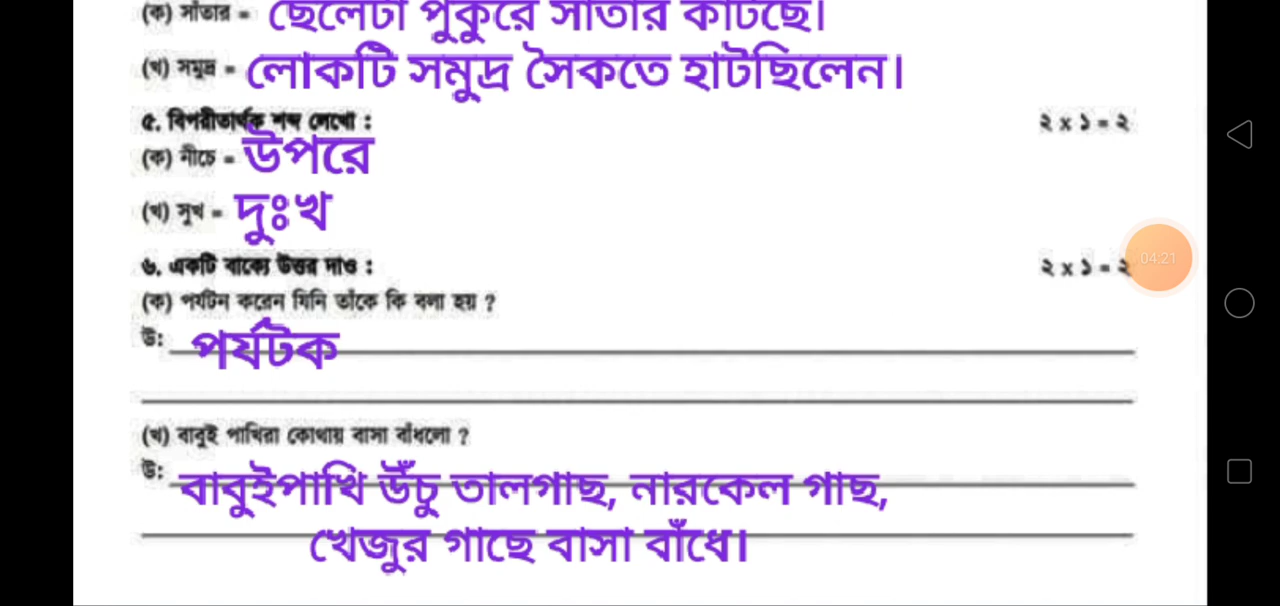 (ক) সাঁতার = ছেলেটা পুকুরে সাঁতার কাটছে।
(খ) সমুদ্র = লোকটি সমুদ্র সৈকতে হাটছিলেন।
৫. বিপরীতার্থক শব্দ লেখো : ২ x ১ = ২
(ক) নীচে = উপরে
(খ) সুখ = দুঃখ
৬. একটি বাক্যে উত্তর দাও : ২ x ১ = ২
04:21
(ক) পর্যটন করেন যিনি তাঁকে কি বলা হয় ?
উ: পর্যটক
(খ) বাবুই পাখিরা কোথায় বাসা বাঁধলো ?
উ: বাবুইপাখি উঁচু তালগাছ, নারকেল গাছ,
খেজুর গাছে বাসা বাঁধে।